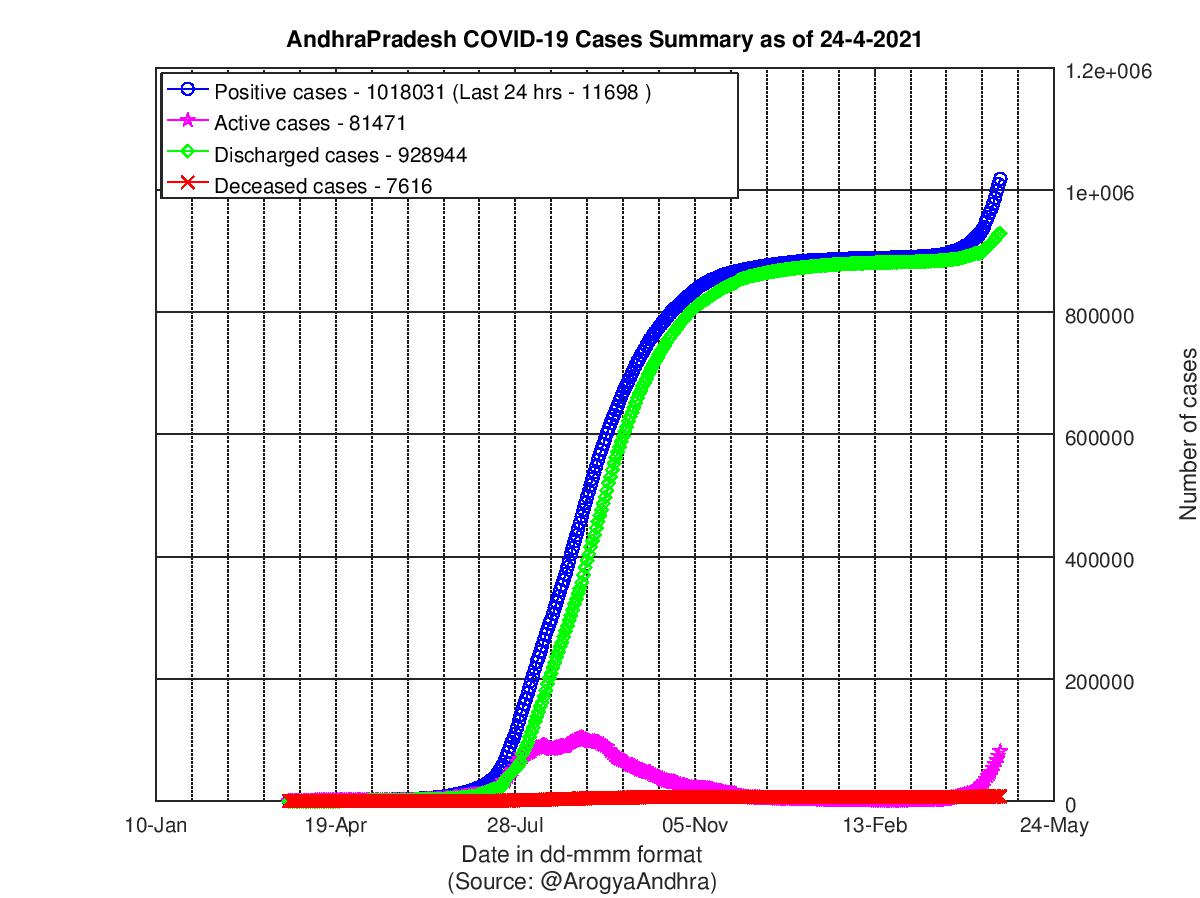 AndhraPradesh COVID-19 Cases Summary as of 24-4-2021
Positive cases - 1018031 (Last 24 hrs - 11698 )
Active cases - 81471
Discharged cases - 928944
Deceased cases - 7616
1.2e+006
1e+006
800000
600000
400000
200000
0
Number of cases
10-Jan 19-Apr 28-Jul 05-Nov 13-Feb 24-May
Date in dd-mmm format
(Source: @ArogyaAndhra)